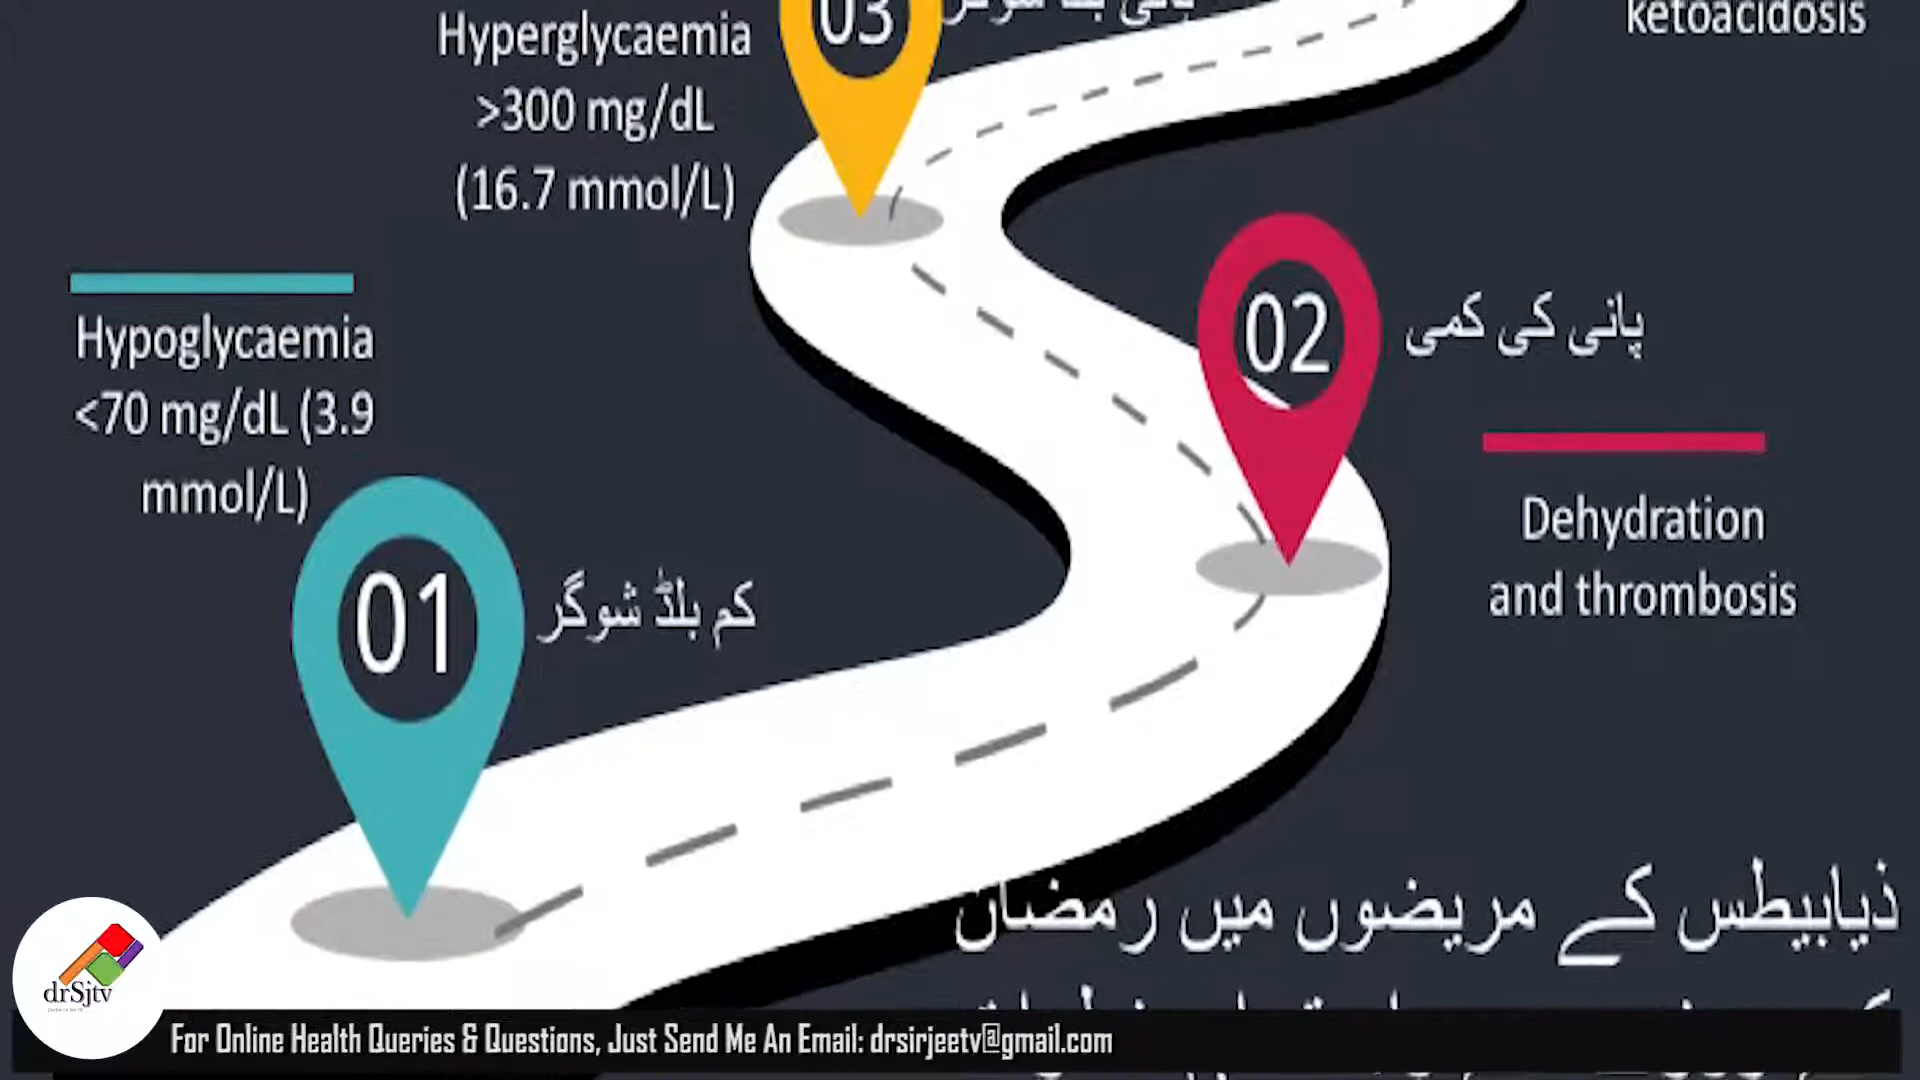 Hyperglycaemia
>300 mg/dL
(16.7 mmol/L)
03
ketoacidosis
Hypoglycaemia
<70 mg/dL (3.9
mmol/L)
02
پانی کی کمی
Dehydration
and thrombosis
01
کم بلڈ شوگر
ذیابیطس کے مریضوں میں رمضان
drSjtv
For Online Health Queries & Questions, Just Send Me An Email: drsirjeetv@gmail.com